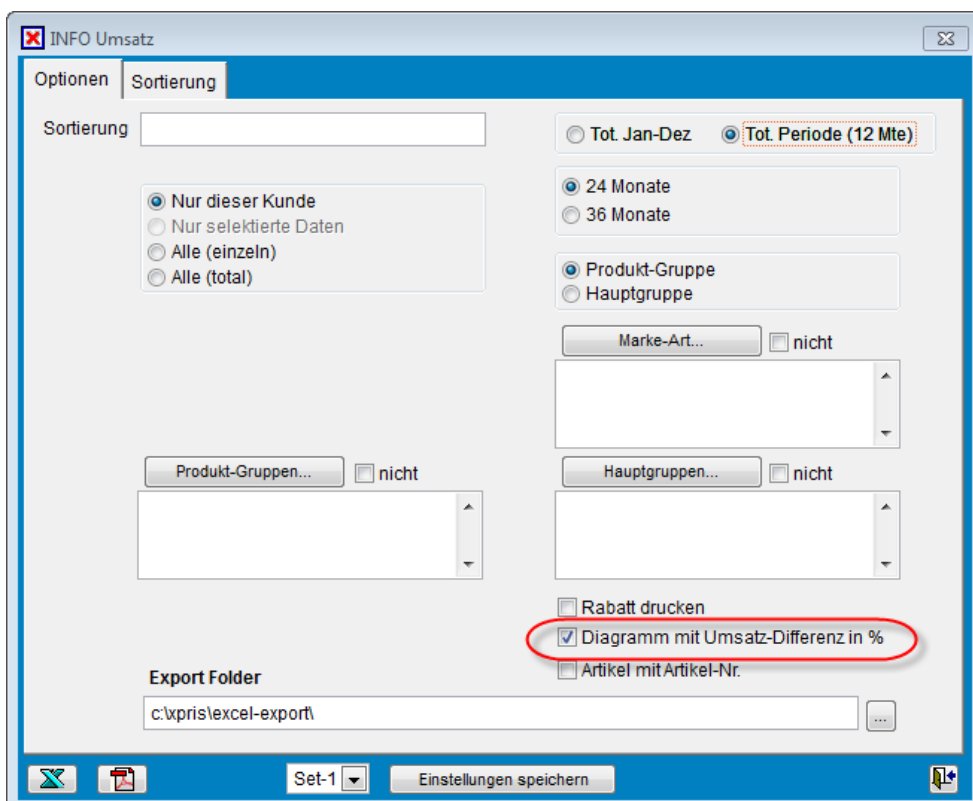 INFO Umsatz
Optionen
Sortierung
Sortierung
Tot. Jan-Dez
Tot. Periode (12 Mte)
Nur dieser Kunde
Nur selektierte Daten
Alle (einzeln)
Alle (total)
24 Monate
36 Monate
Produkt-Gruppe
Hauptgruppe
Marke-Art...
nicht
Produkt-Gruppen...
nicht
Hauptgruppen...
nicht
Rabatt drucken
Diagramm mit Umsatz-Differenz in %
Artikel mit Artikel-Nr.
Export Folder
c:\xpris\excel-export\
...
Set-1
Einstellungen speichern